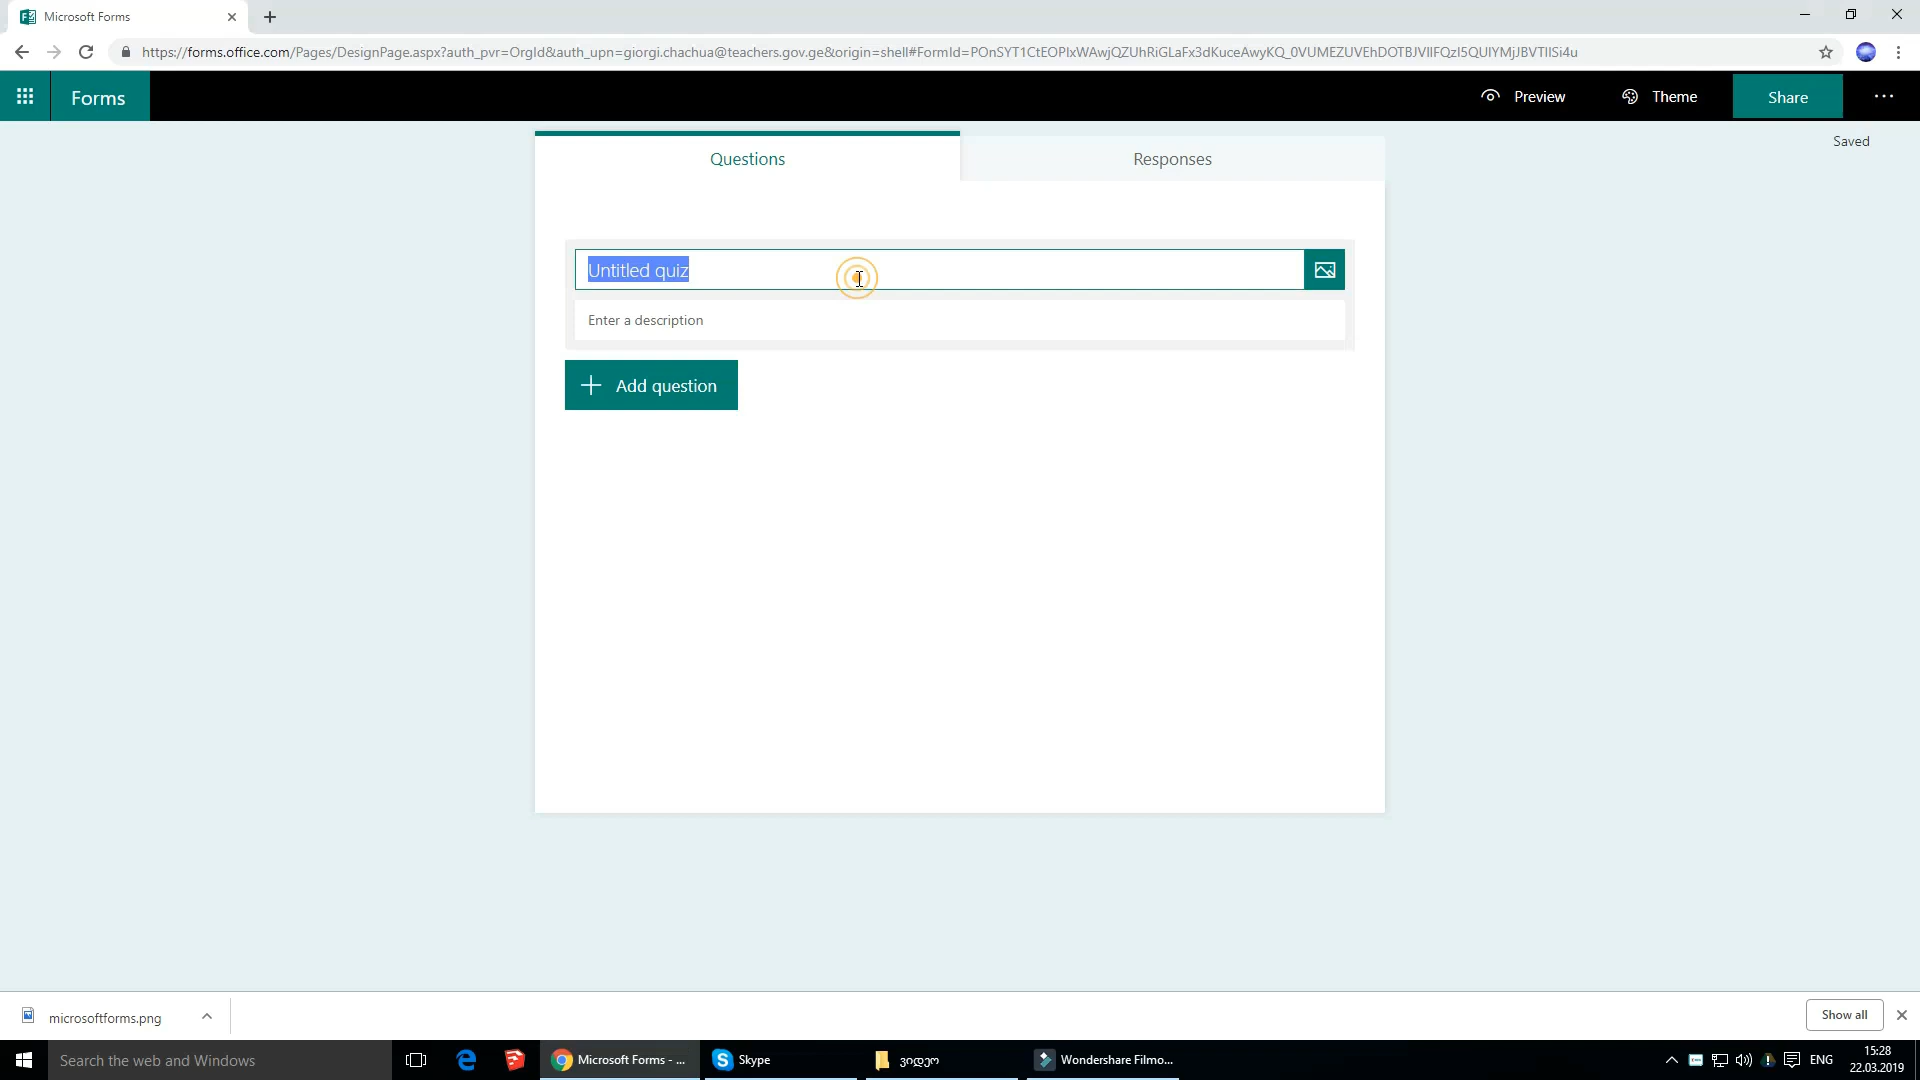 Microsoft Forms
https://forms.office.com/Pages/DesignPage.aspx?auth_pvr=OrgId&auth_upn=giorgi.chachua@teachers.gov.ge&origin=shell#FormId=POnSYT1CtEOPIxWAwjQZUhRiGLaFx3dKuceAwyKQ_0VUMEZUVEhDOTBJVllFQzI5QUlYMjJBVTIlSi4u
Forms
Preview
Theme
Share
Saved
Questions
Responses
Untitled quiz
Enter a description
Add question
microsoftforms.png
Show all
Search the web and Windows
Microsoft Forms - ...
Skype
ვიდეო
Wondershare Filmo...
ENG
15:28
22.03.2019